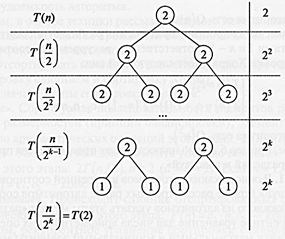 T(n) 2 2
T(n/2) 2 2 2²
T(n/2²) 2 2 2 2 2³
...
T(n/2^{k-1}) 2 2 2^k
1 1 1 1 2^k
T(n/2^k)=T(2)